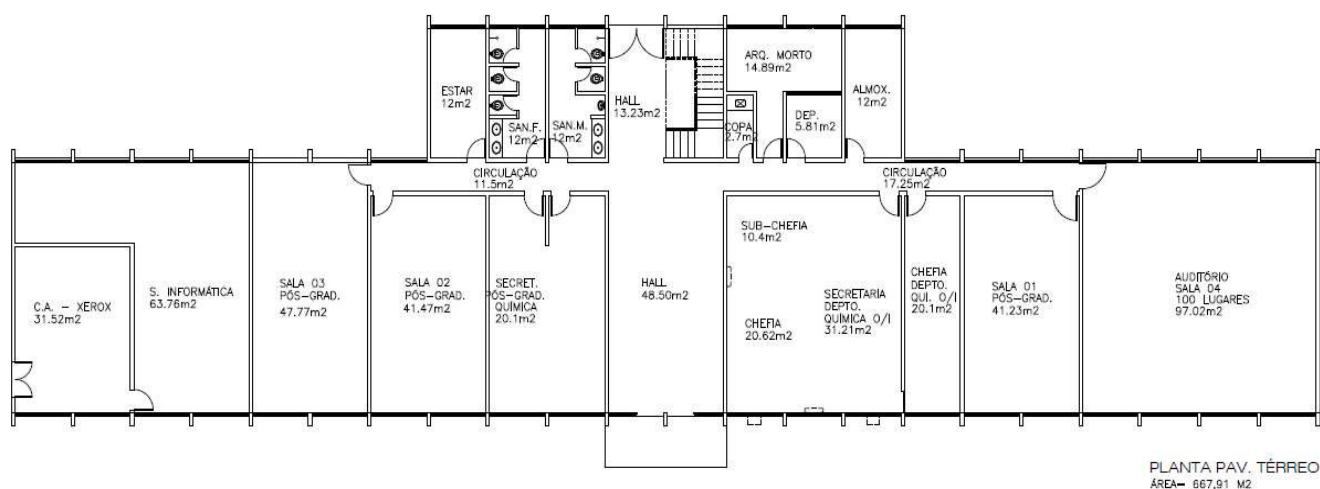 ESTAR
12m2
SAN.F.
12m2
SAN.M.
12m2
HALL
13.23m2
ARQ. MORTO
14.89m2
COPA
2.7m2
DEP.
5.81m2
ALMOX.
12m2
CIRCULAÇÃO
11.5m2
CIRCULAÇÃO
17.25m2
C.A. - XEROX
31.52m2
S. INFORMÁTICA
63.76m2
SALA 03
PÓS-GRAD.
47.77m2
SALA 02
PÓS-GRAD.
41.47m2
SECRET.
PÓS-GRAD.
QUÍMICA
20.1m2
HALL
48.50m2
SUB-CHEFIA
10.4m2
CHEFIA
20.62m2
SECRETARIA
DEPTO.
QUÍMICA O/I
31.21m2
CHEFIA
DEPTO.
QUI. O/I
20.1m2
SALA 01
PÓS-GRAD.
41.23m2
AUDITÓRIO
SALA 04
100 LUGARES
97.02m2
PLANTA PAV. TÉRREO
ÁREA- 667,91 M2